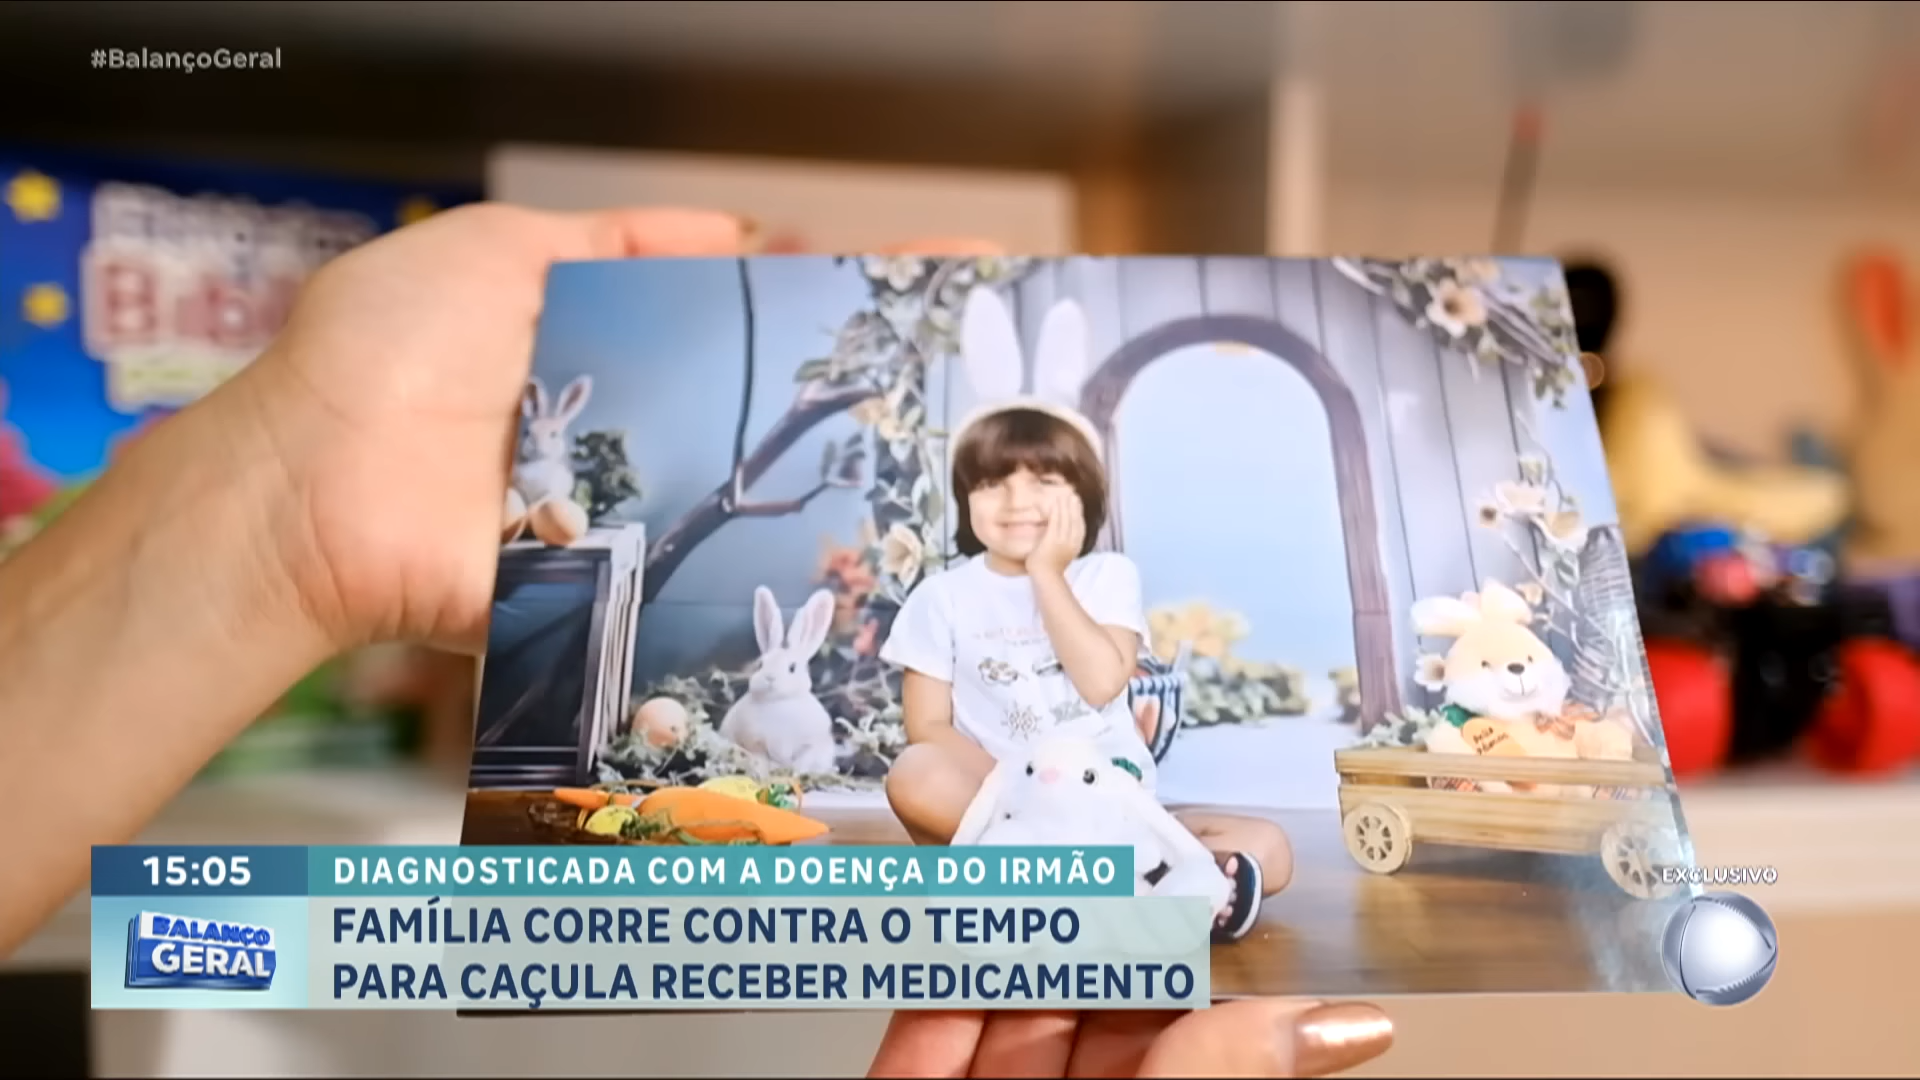 #BalançoGeral
15:05
DIAGNOSTICADA COM A DOENÇA DO IRMÃO
BALANÇO
GERAL
FAMÍLIA CORRE CONTRA O TEMPO
PARA CAÇULA RECEBER MEDICAMENTO
EXCLUSIVO